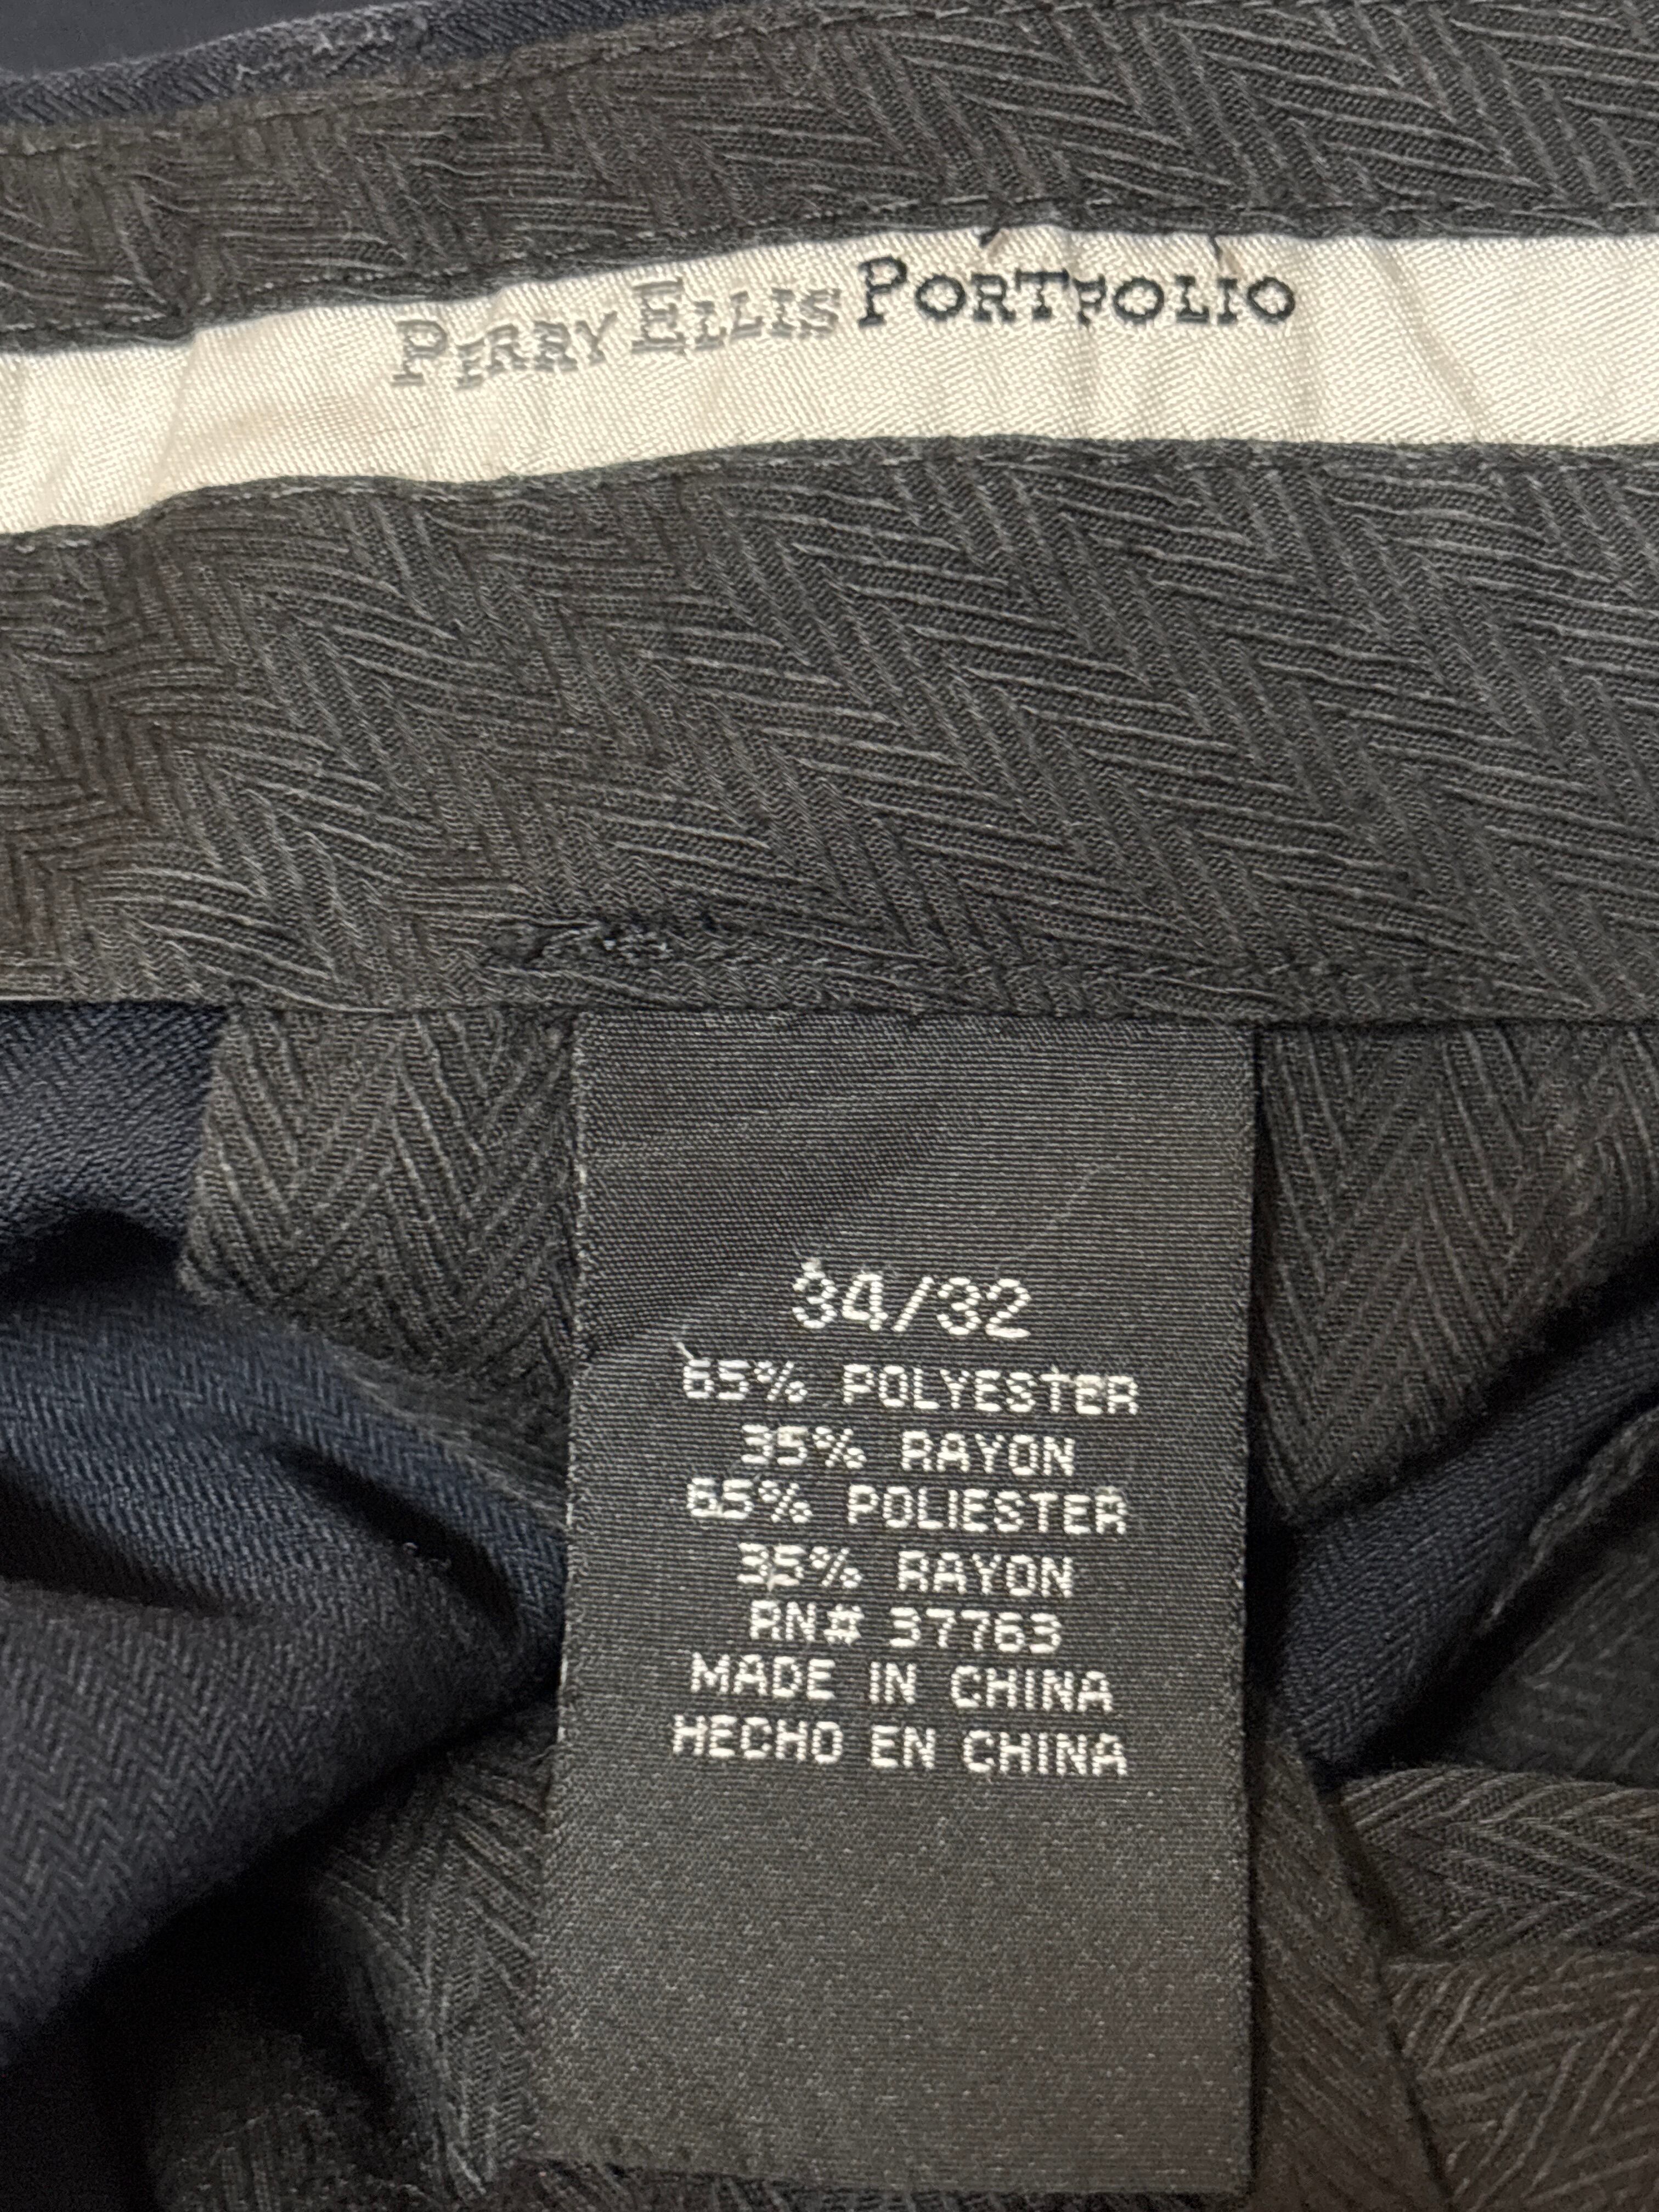 PERRY ELLIS PORTFOLIO
34/32
65% POLYESTER
35% RAYON
65% POLIESTER
35% RAYON
RN# 37763
MADE IN CHINA
HECHO EN CHINA